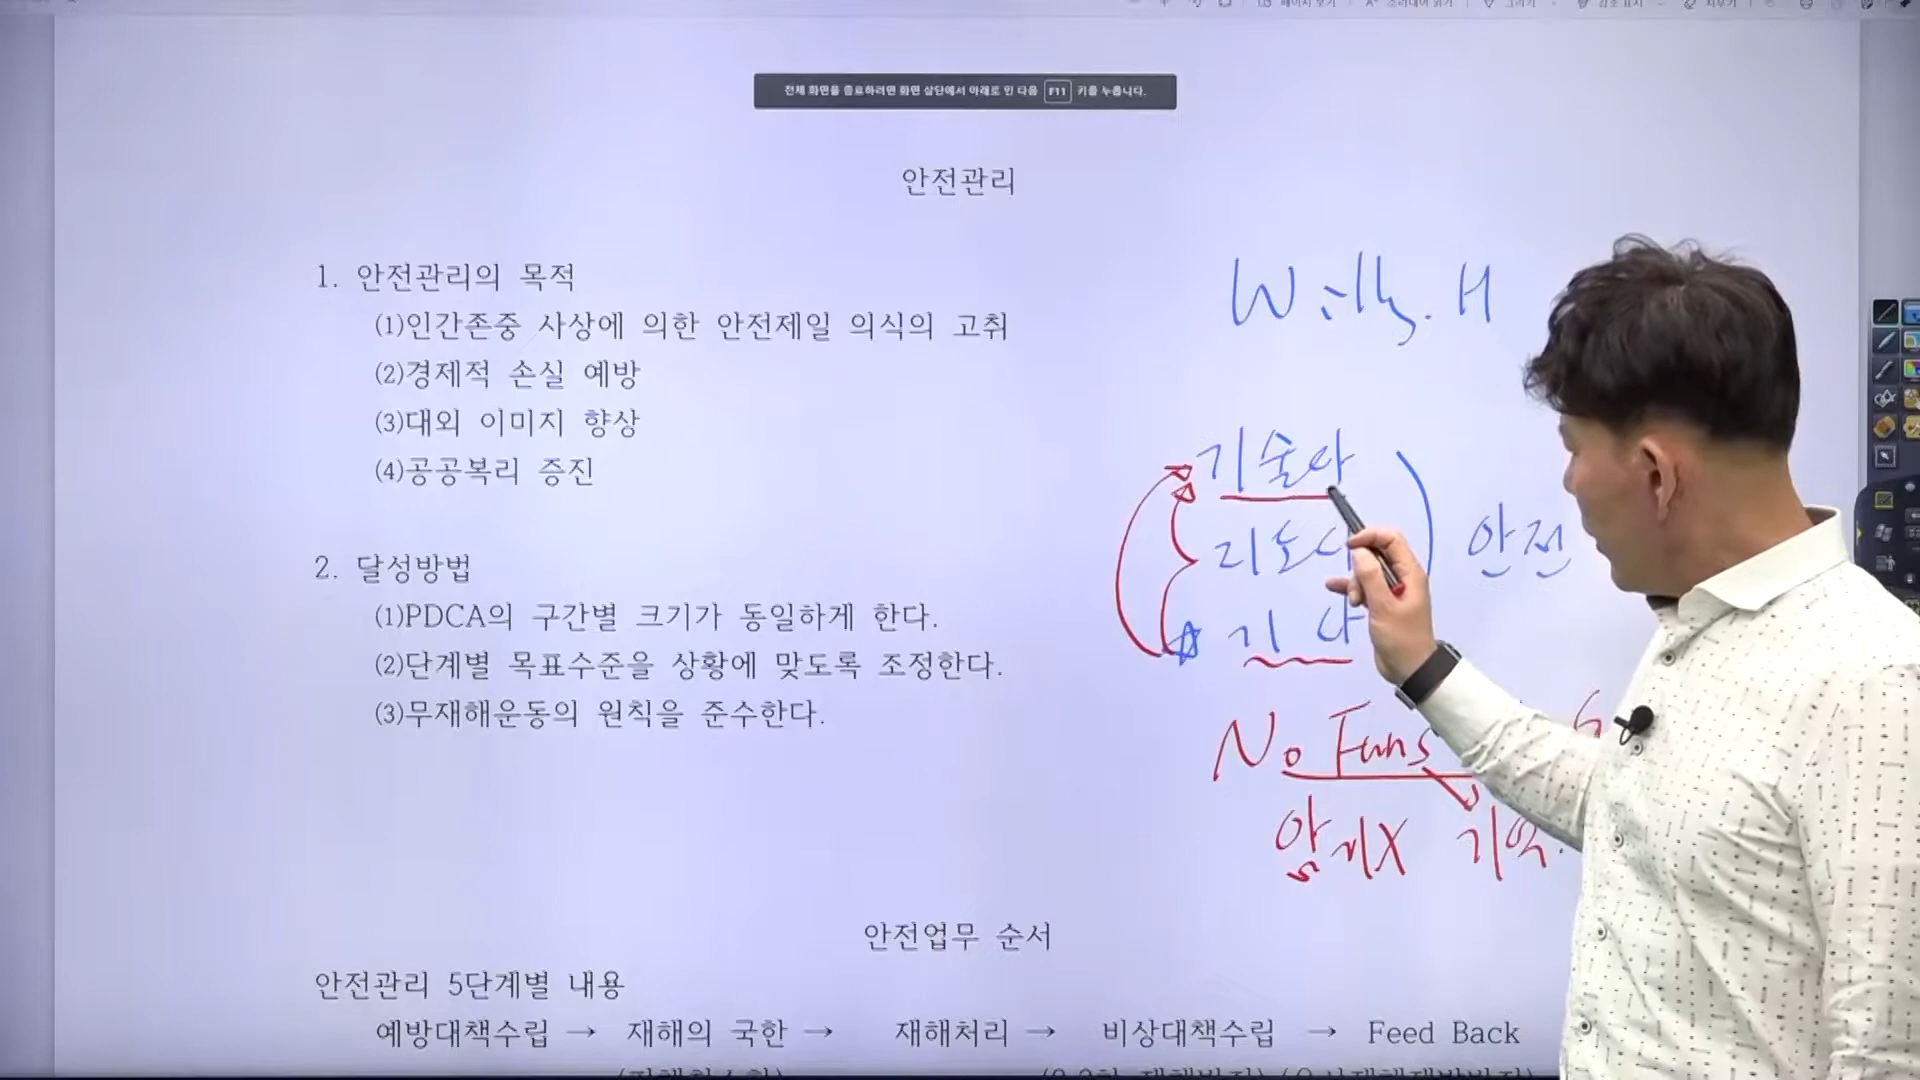 전체 화면을 종료하려면 화면 상단에서 아래로 민 다음 F11 키를 누릅니다.
안전관리
1. 안전관리의 목적
(1)인간존중 사상에 의한 안전제일 의식의 고취
(2)경제적 손실 예방
(3)대외 이미지 향상
(4)공공복리 증진
2. 달성방법
(1)PDCA의 구간별 크기가 동일하게 한다.
(2)단계별 목표수준을 상황에 맞도록 조정한다.
(3)무재해운동의 원칙을 준수한다.
Willy. H
기술사
지도사
안전
기 사
No Fun
암기X 기억.
안전업무 순서
안전관리 5단계별 내용
예방대책수립 → 재해의 국한 → 재해처리 → 비상대책수립 → Feed Back